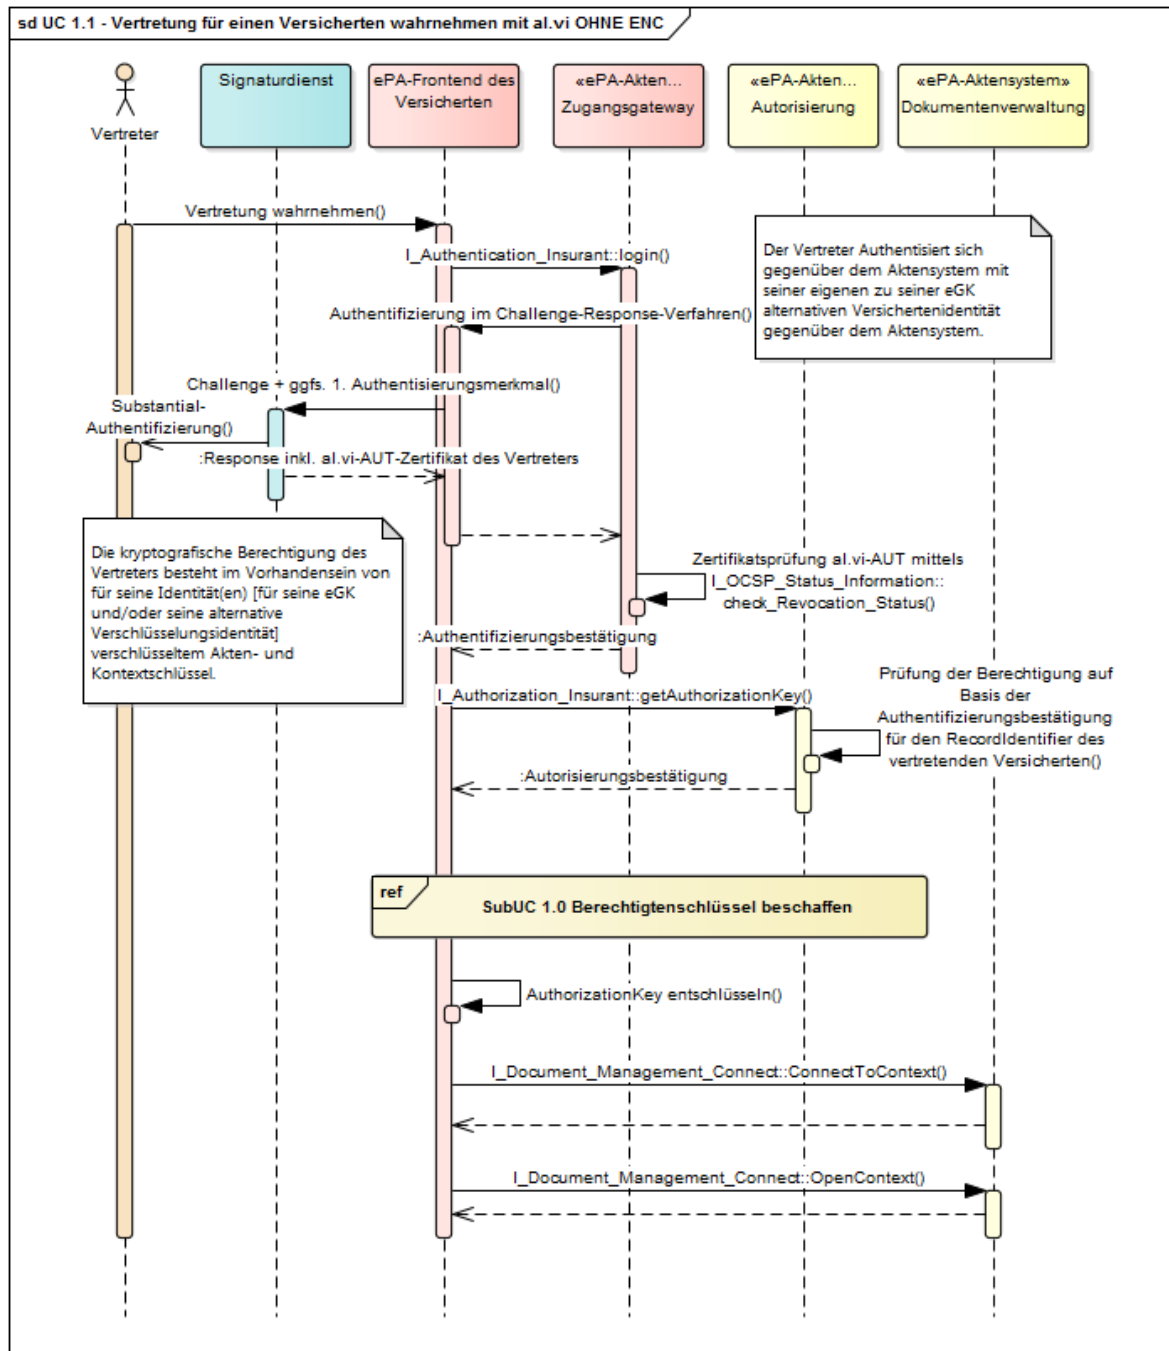 sd UC 1.1 - Vertretung für einen Versicherten wahrnehmen mit al.vi OHNE ENC
Vertreter
Signaturdienst
ePA-Frontend des
Versicherten
«ePA-Akten...
Zugangsgateway
«ePA-Akten...
Autorisierung
«ePA-Aktensystem»
Dokumentenverwaltung
Vertretung wahrnehmen()
I_Authentication_Insurant::login()
Der Vertreter Authentisiert sich
gegenüber dem Aktensystem mit
seiner eigenen zu seiner eGK
alternativen Versichertenidentität
gegenüber dem Aktensystem.
Authentifizierung im Challenge-Response-Verfahren()
Challenge + ggfs. 1. Authentisierungsmerkmal()
Substantial-
Authentifizierung()
:Response inkl. al.vi-AUT-Zertifikat des Vertreters
Die kryptografische Berechtigung des
Vertreters besteht im Vorhandensein von
für seine Identität(en) [für seine eGK
und/oder seine alternative
Verschlüsselungsidentität]
verschlüsseltem Akten- und
Kontextschlüssel.
Zertifikatsprüfung al.vi-AUT mittels
I_OCSP_Status_Information::
check_Revocation_Status()
:Authentifizierungsbestätigung
I_Authorization_Insurant::getAuthorizationKey()
Prüfung der Berechtigung auf
Basis der
Authentifizierungsbestätigung
für den RecordIdentifier des
vertretenden Versicherten()
:Autorisierungsbestätigung
ref
SubUC 1.0 Berechtigtenschlüssel beschaffen
AuthorizationKey entschlüsseln()
I_Document_Management_Connect::ConnectToContext()
I_Document_Management_Connect::OpenContext()